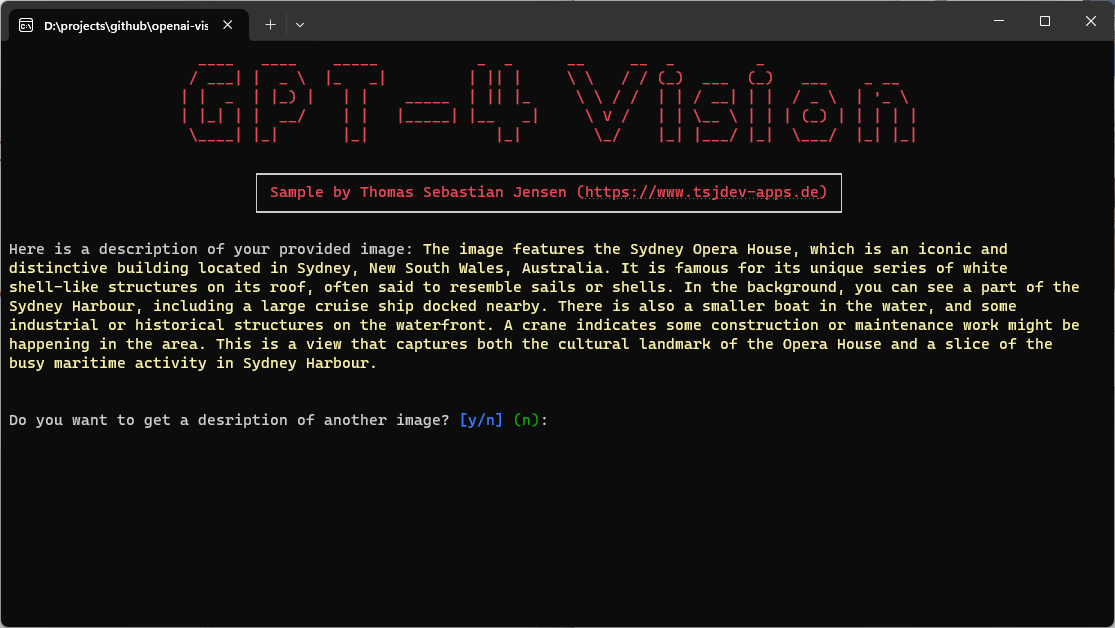 D:\projects\github\openai-vis
GPT-4 Vision
Sample by Thomas Sebastian Jensen (https://www.tsjdev-apps.de)
Here is a description of your provided image: The image features the Sydney Opera House, which is an iconic and
distinctive building located in Sydney, New South Wales, Australia. It is famous for its unique series of white
shell-like structures on its roof, often said to resemble sails or shells. In the background, you can see a part of the
Sydney Harbour, including a large cruise ship docked nearby. There is also a smaller boat in the water, and some
industrial or historical structures on the waterfront. A crane indicates some construction or maintenance work might be
happening in the area. This is a view that captures both the cultural landmark of the Opera House and a slice of the
busy maritime activity in Sydney Harbour.
Do you want to get a desription of another image? [y/n] (n):